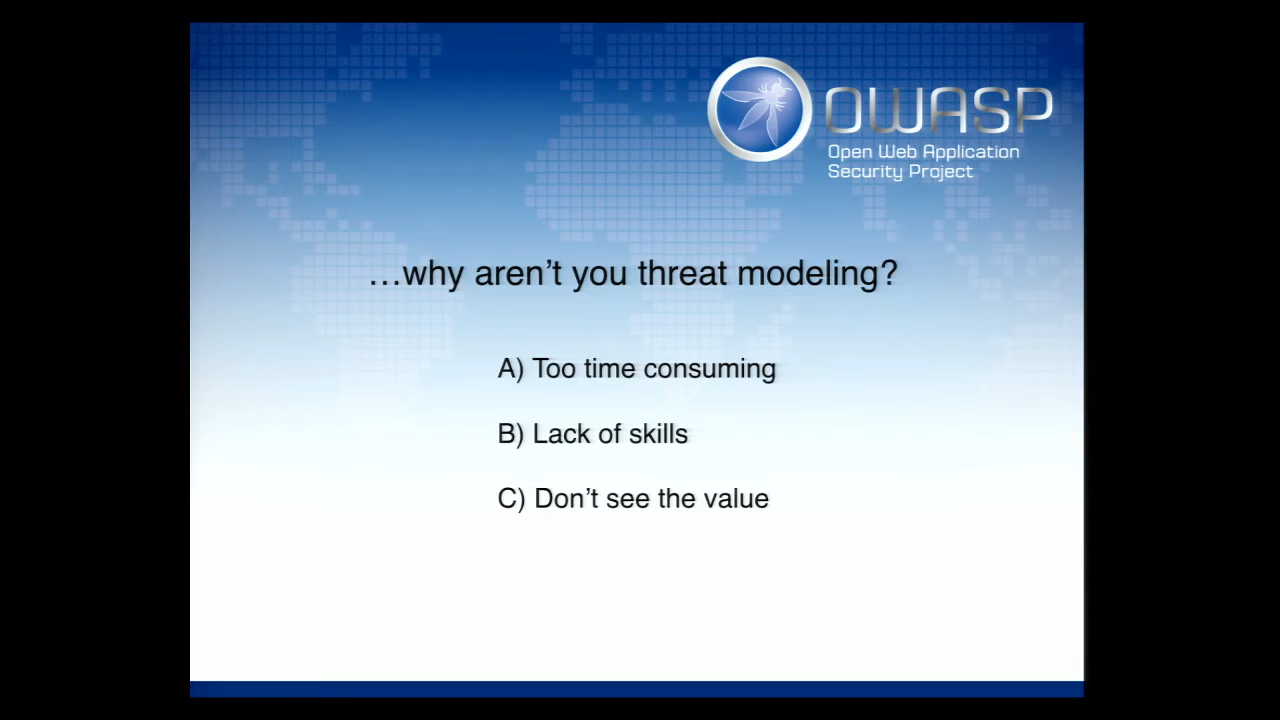 OWASP
Open Web Application
Security Project
…why aren’t you threat modeling?
A) Too time consuming
B) Lack of skills
C) Don’t see the value